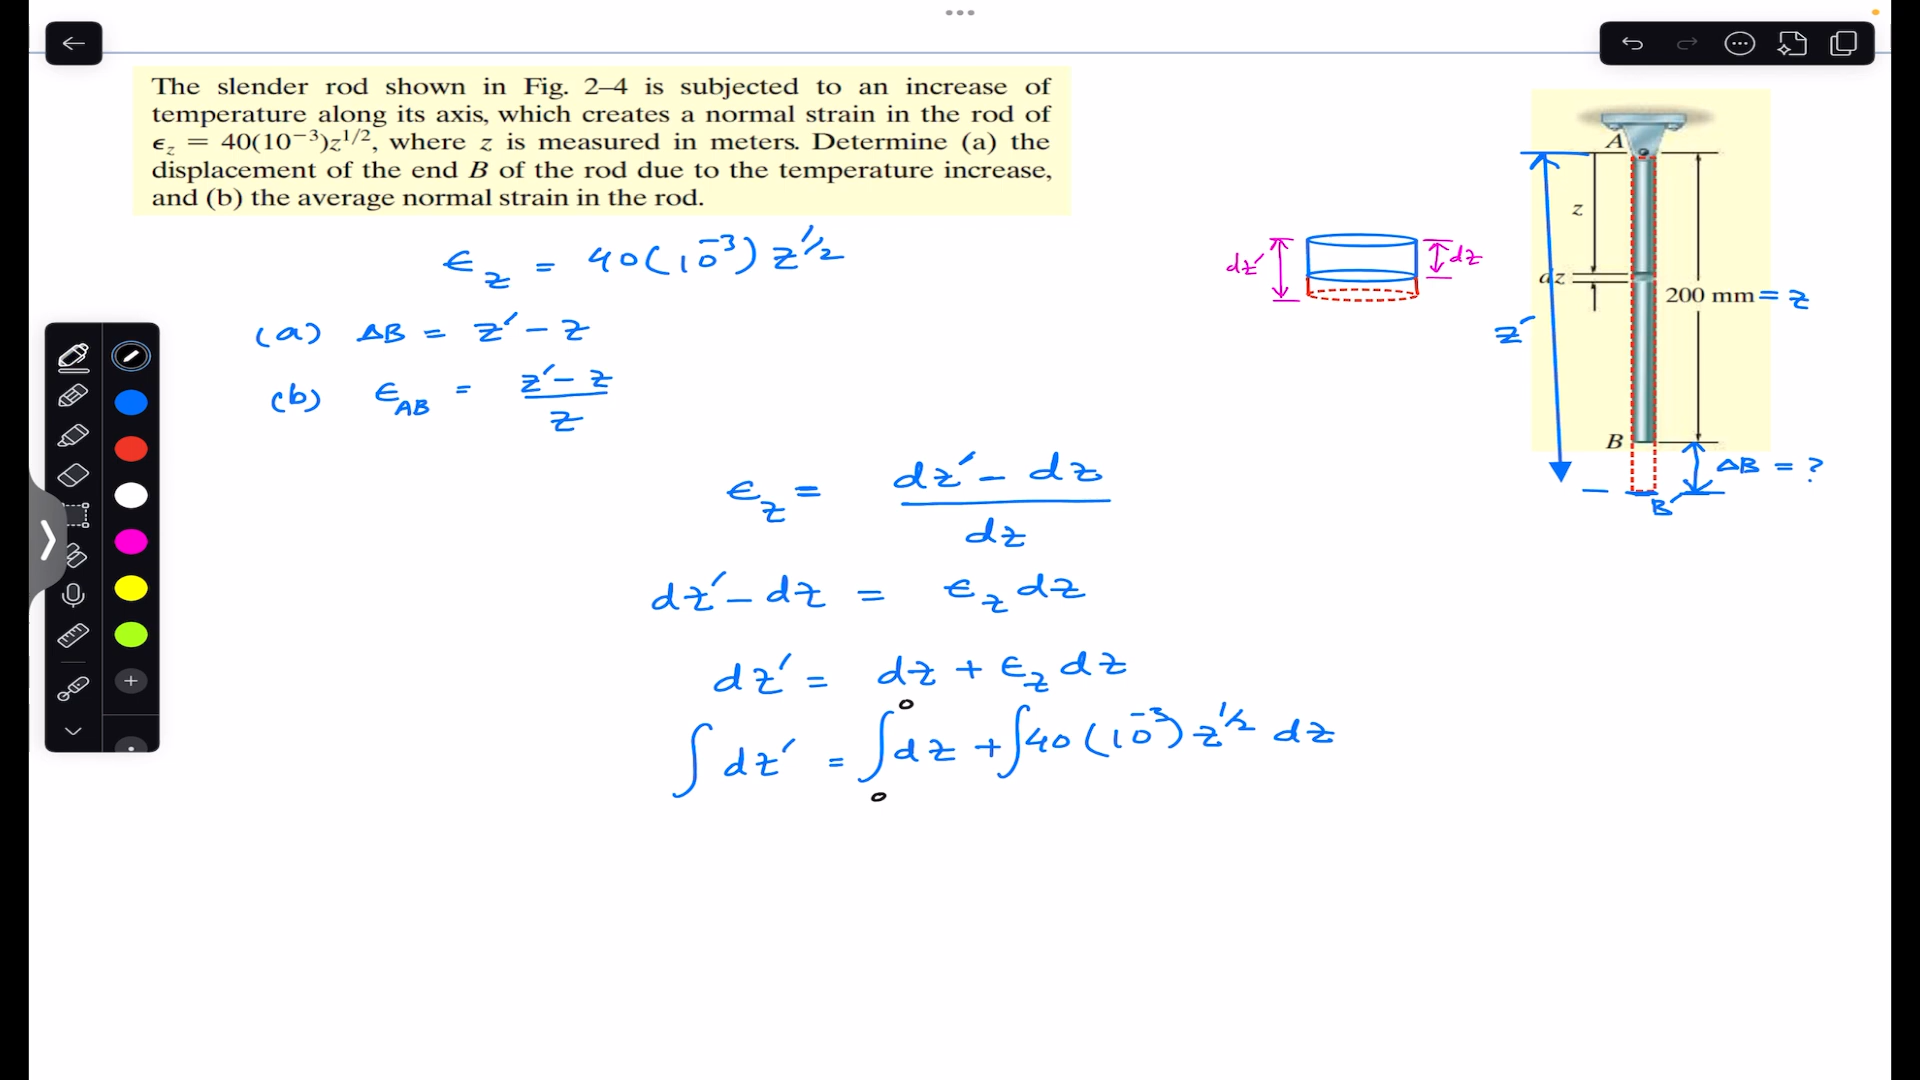 The slender rod shown in Fig. 2–4 is subjected to an increase of
temperature along its axis, which creates a normal strain in the rod of
ϵz = 40(10⁻³)z^1/2, where z is measured in meters. Determine (a) the
displacement of the end B of the rod due to the temperature increase,
and (b) the average normal strain in the rod.
ϵz = 40(10⁻³) z^1/2
(a) ΔB = z′ − z
(b) ϵAB = (z′ − z)/z
ϵz = (dz′ − dz)/dz
dz′ − dz = ϵz dz
dz′ = dz + ϵz dz
∫ dz′ = ∫₀⁰ dz + ∫ 40(10⁻³) z^1/2 dz
dz′
dz
A
z
dz
200 mm = z
z′
B
ΔB = ?
B′